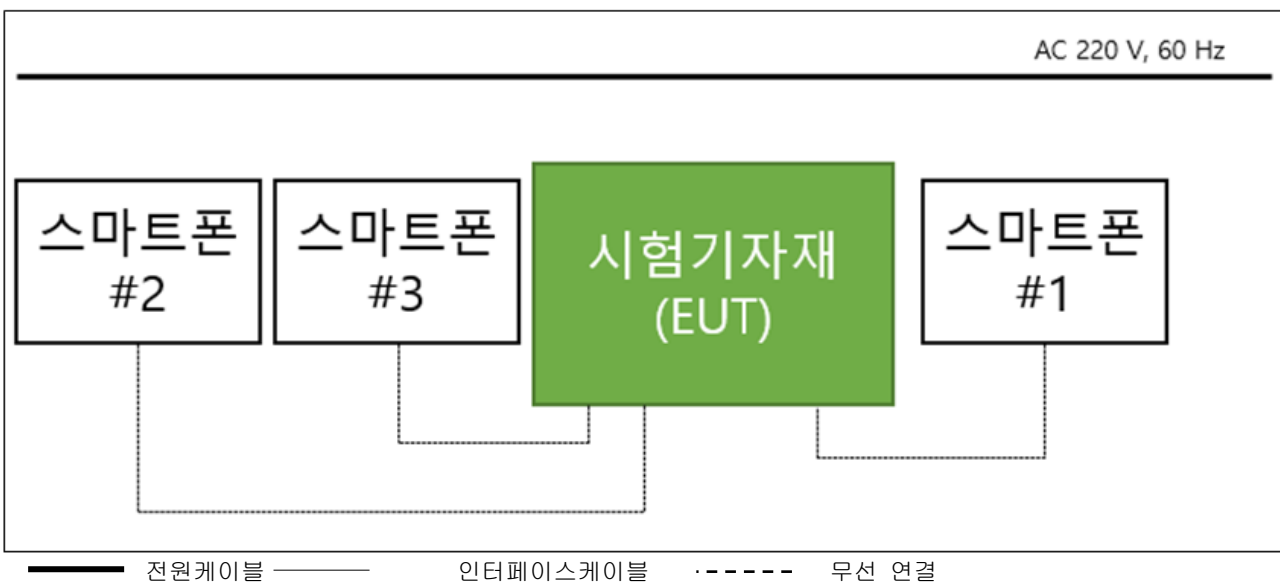 AC 220 V, 60 Hz
스마트폰
#2
스마트폰
#3
시험기자재
(EUT)
스마트폰
#1
전원케이블 인터페이스케이블 무선 연결